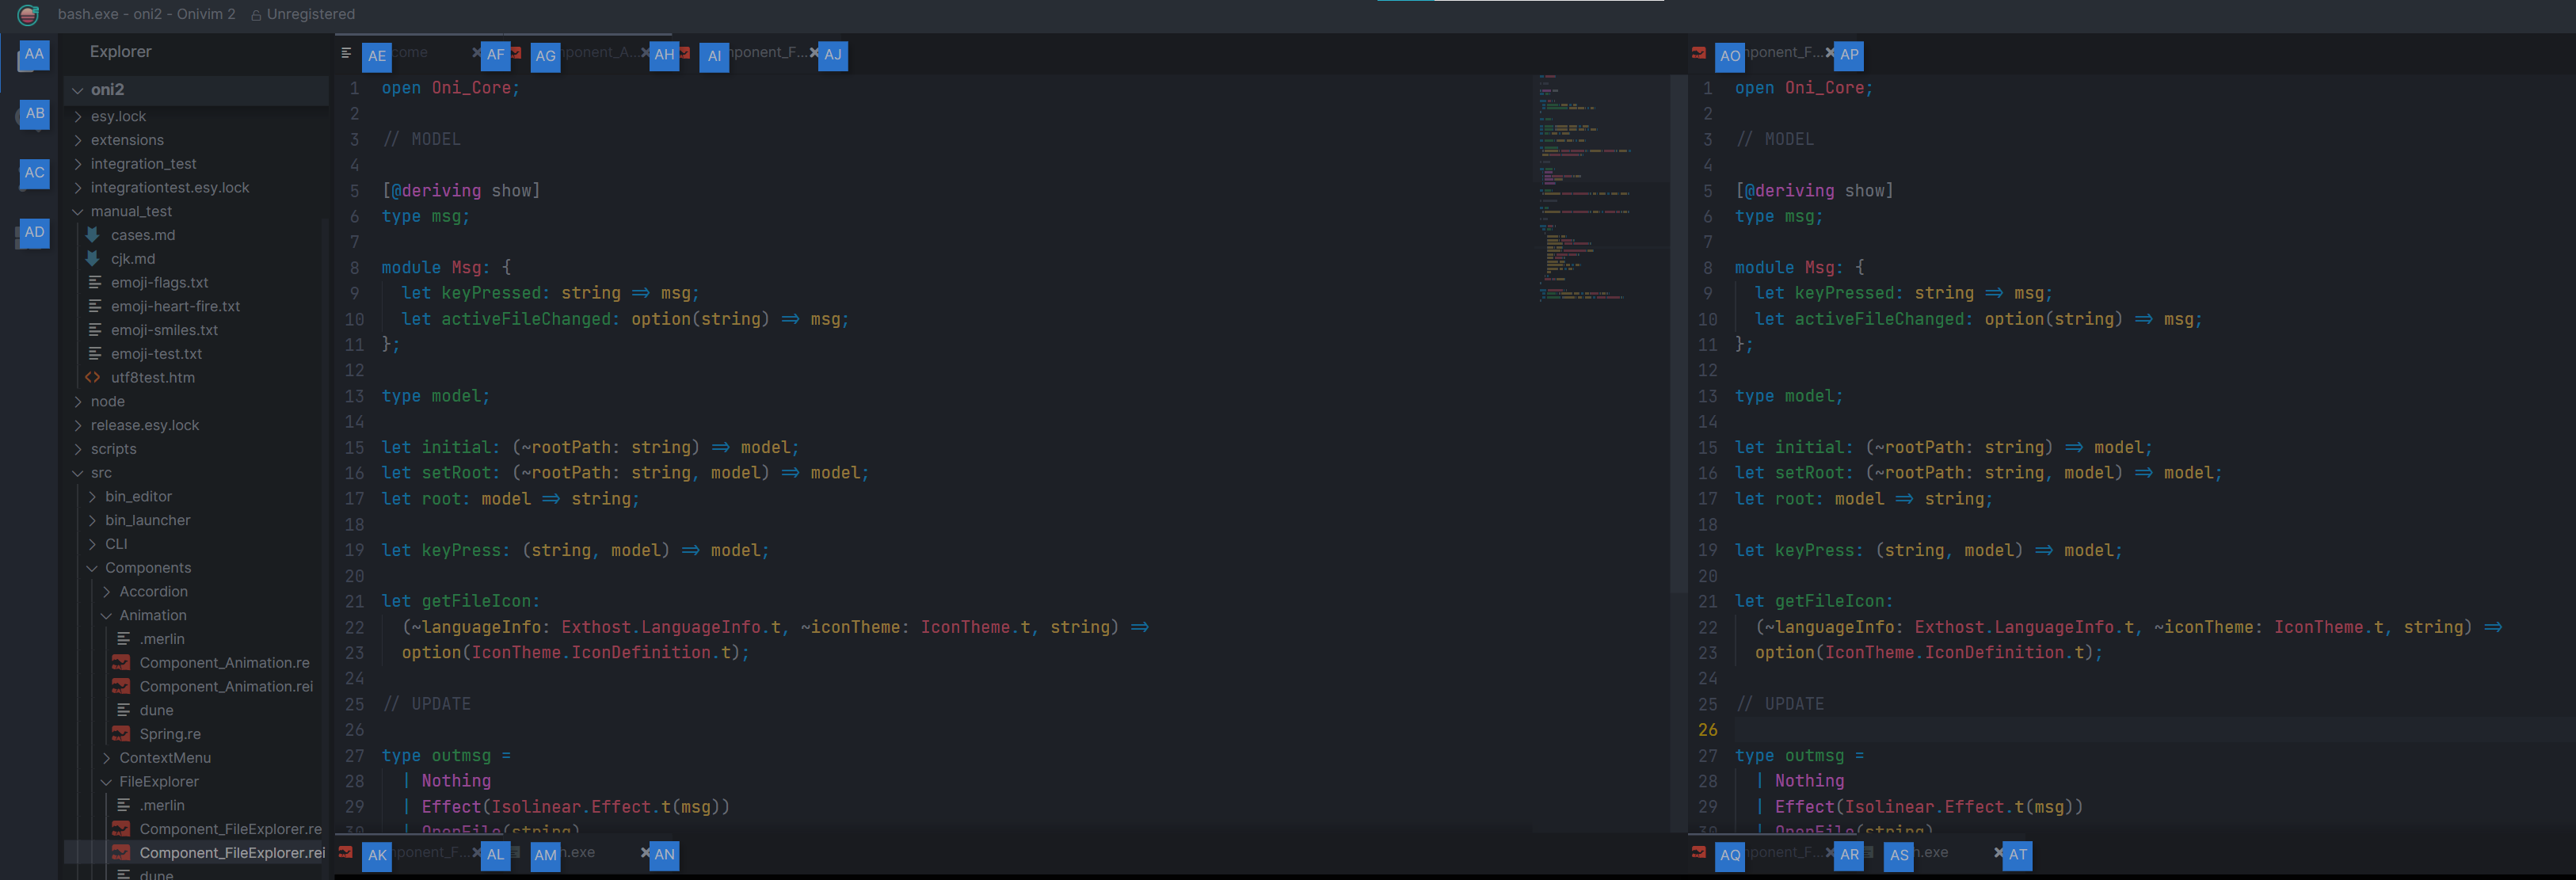 bash.exe - oni2 - Onivim 2 Unregistered
AA
AB
AC
AD
Explorer
oni2
esy.lock
extensions
integration_test
integrationtest.esy.lock
manual_test
cases.md
cjk.md
emoji-flags.txt
emoji-heart-fire.txt
emoji-smiles.txt
emoji-test.txt
utf8test.htm
node
release.esy.lock
scripts
src
bin_editor
bin_launcher
CLI
Components
Accordion
Animation
.merlin
Component_Animation.re
Component_Animation.rei
dune
Spring.re
ContextMenu
FileExplorer
.merlin
Component_FileExplorer.re
Component_FileExplorer.rei
dune
AE come AF AG ponent_A... AH AI ponent_F... AJ
1 open Oni_Core;
2
3 // MODEL
4
5 [@deriving show]
6 type msg;
7
8 module Msg: {
9 let keyPressed: string => msg;
10 let activeFileChanged: option(string) => msg;
11 };
12
13 type model;
14
15 let initial: (~rootPath: string) => model;
16 let setRoot: (~rootPath: string, model) => model;
17 let root: model => string;
18
19 let keyPress: (string, model) => model;
20
21 let getFileIcon:
22 (~languageInfo: Exthost.LanguageInfo.t, ~iconTheme: IconTheme.t, string) =>
23 option(IconTheme.IconDefinition.t);
24
25 // UPDATE
26
27 type outmsg =
28 | Nothing
29 | Effect(Isolinear.Effect.t(msg))
30 | OpenFile(string)
AK ponent_F... AL AM n.exe AN
AO ponent_F... AP
1 open Oni_Core;
2
3 // MODEL
4
5 [@deriving show]
6 type msg;
7
8 module Msg: {
9 let keyPressed: string => msg;
10 let activeFileChanged: option(string) => msg;
11 };
12
13 type model;
14
15 let initial: (~rootPath: string) => model;
16 let setRoot: (~rootPath: string, model) => model;
17 let root: model => string;
18
19 let keyPress: (string, model) => model;
20
21 let getFileIcon:
22 (~languageInfo: Exthost.LanguageInfo.t, ~iconTheme: IconTheme.t, string) =>
23 option(IconTheme.IconDefinition.t);
24
25 // UPDATE
26
27 type outmsg =
28 | Nothing
29 | Effect(Isolinear.Effect.t(msg))
30 | OpenFile(string)
AQ ponent_F... AR AS n.exe AT